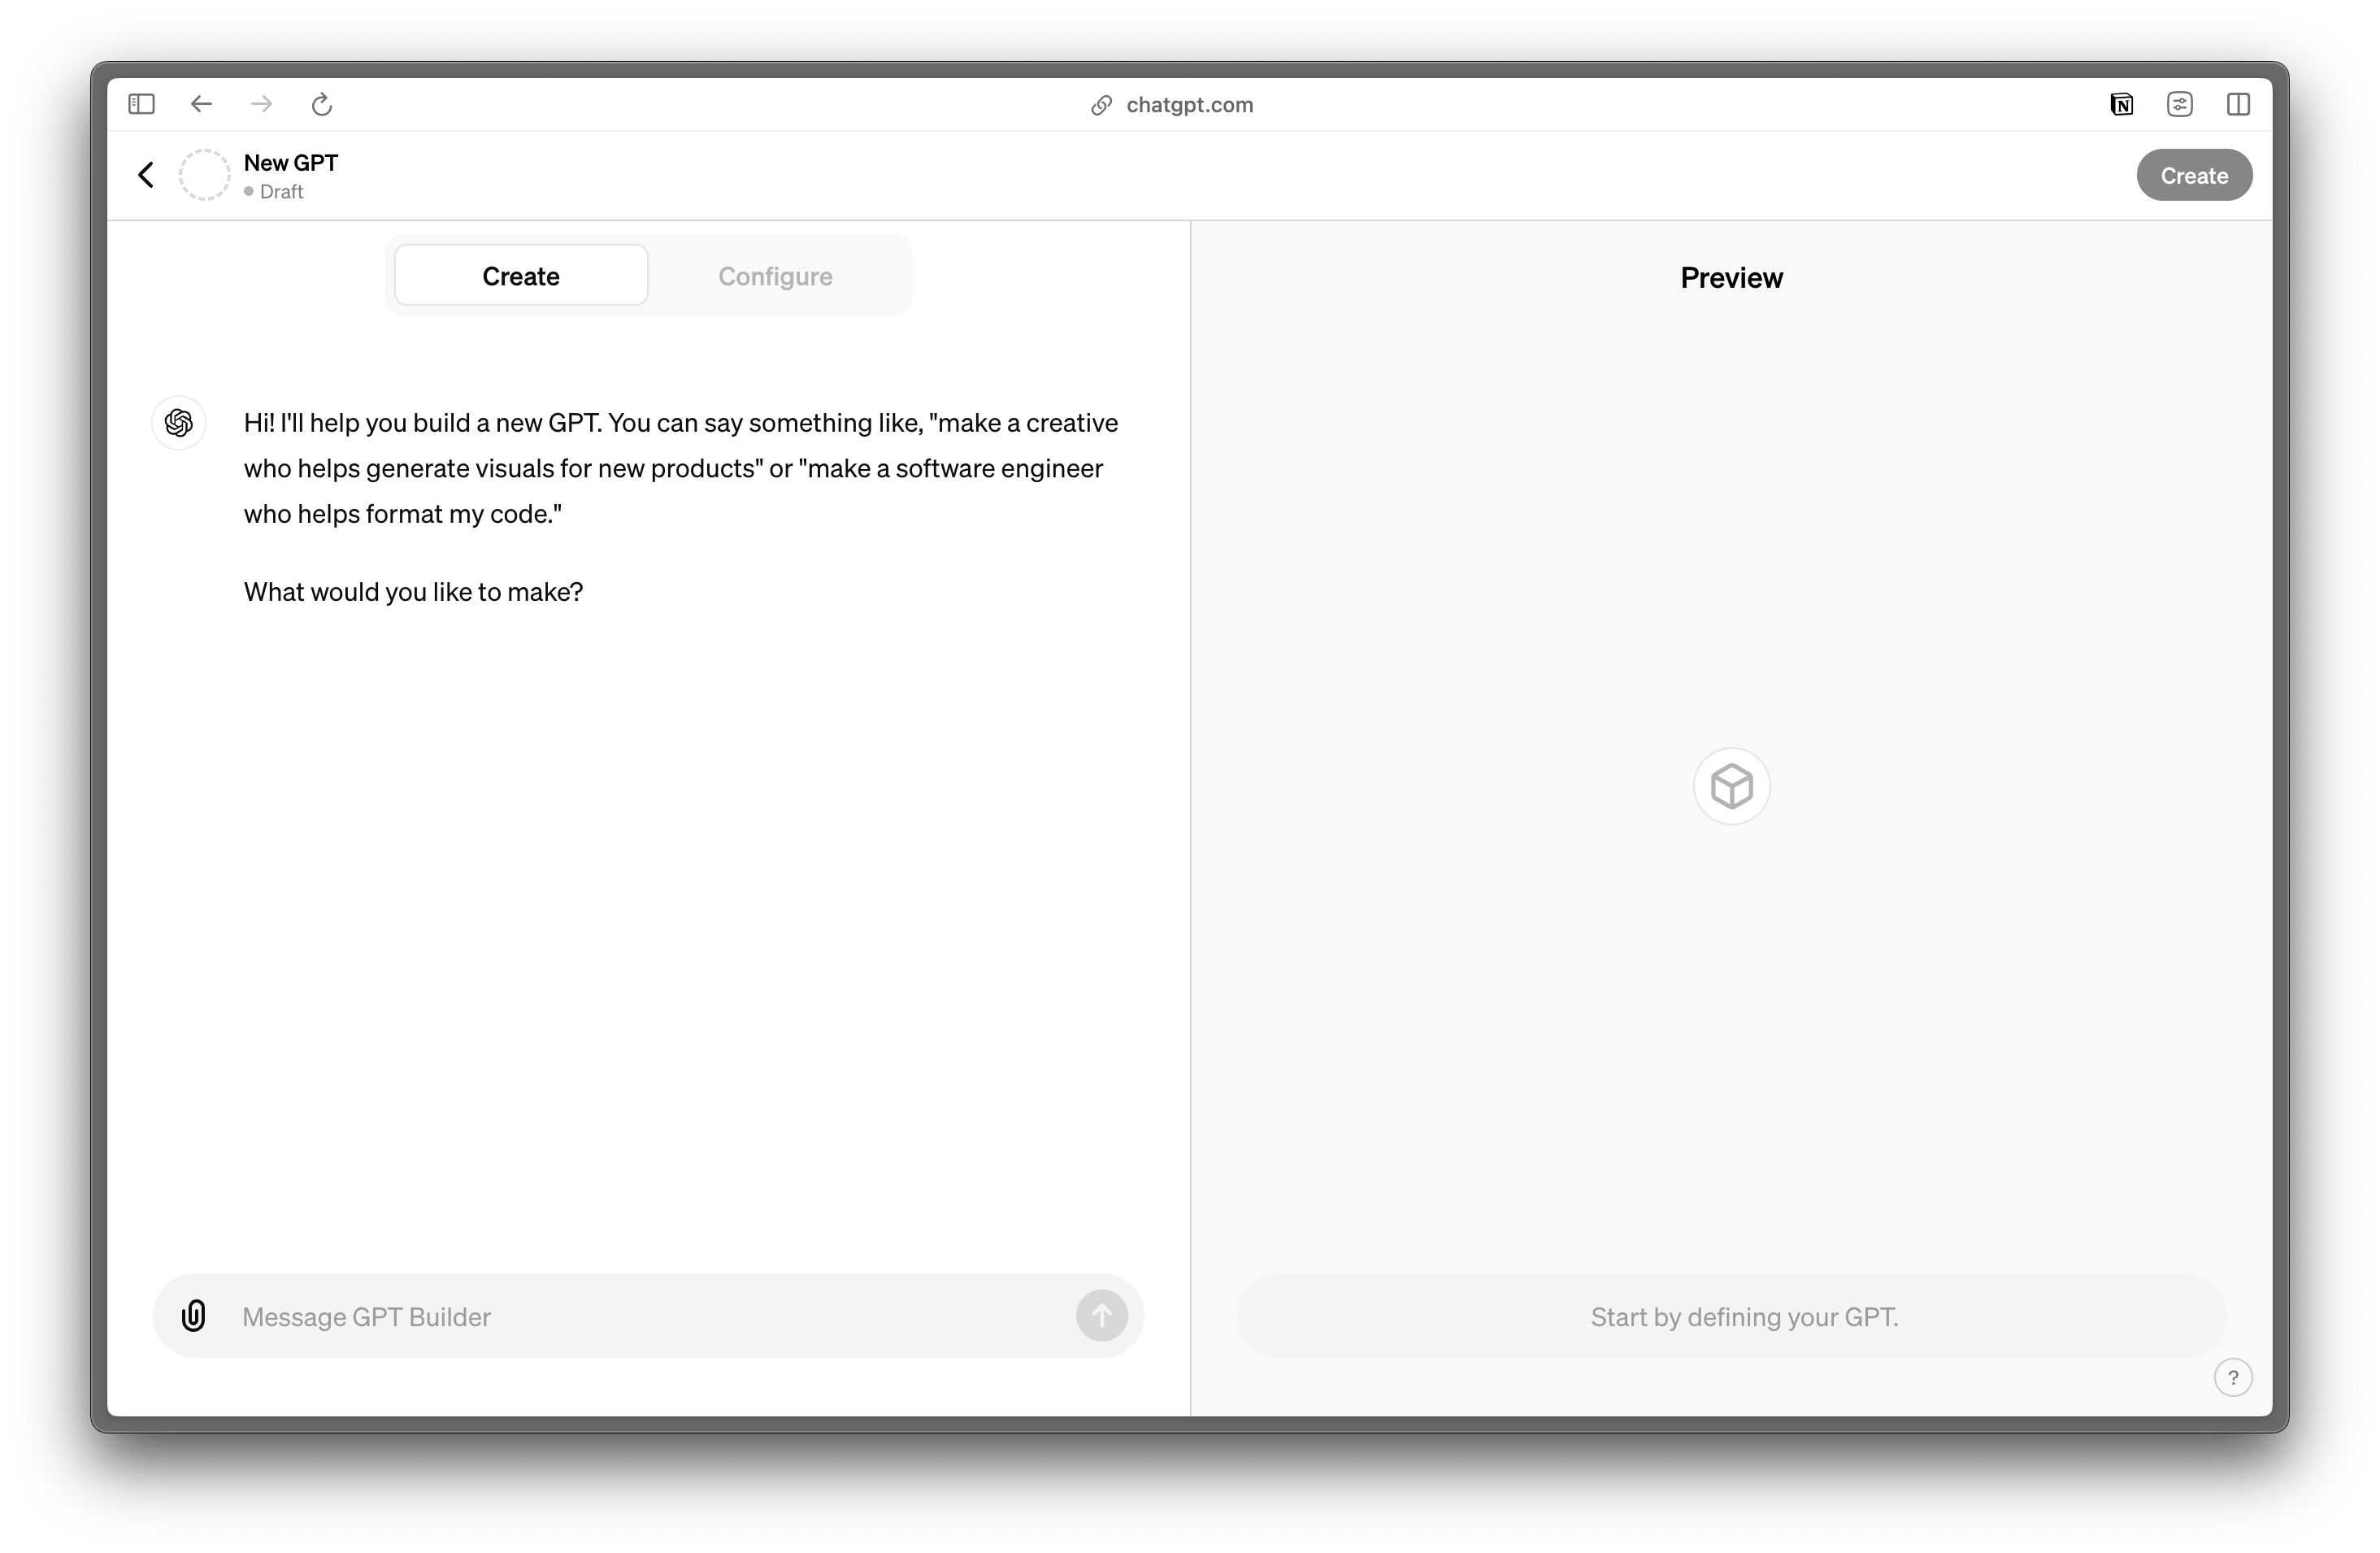 chatgpt.com
New GPT
Draft
Create
Create
Configure
Preview
Hi! I'll help you build a new GPT. You can say something like, "make a creative
who helps generate visuals for new products" or "make a software engineer
who helps format my code."
What would you like to make?
Message GPT Builder
Start by defining your GPT.
?